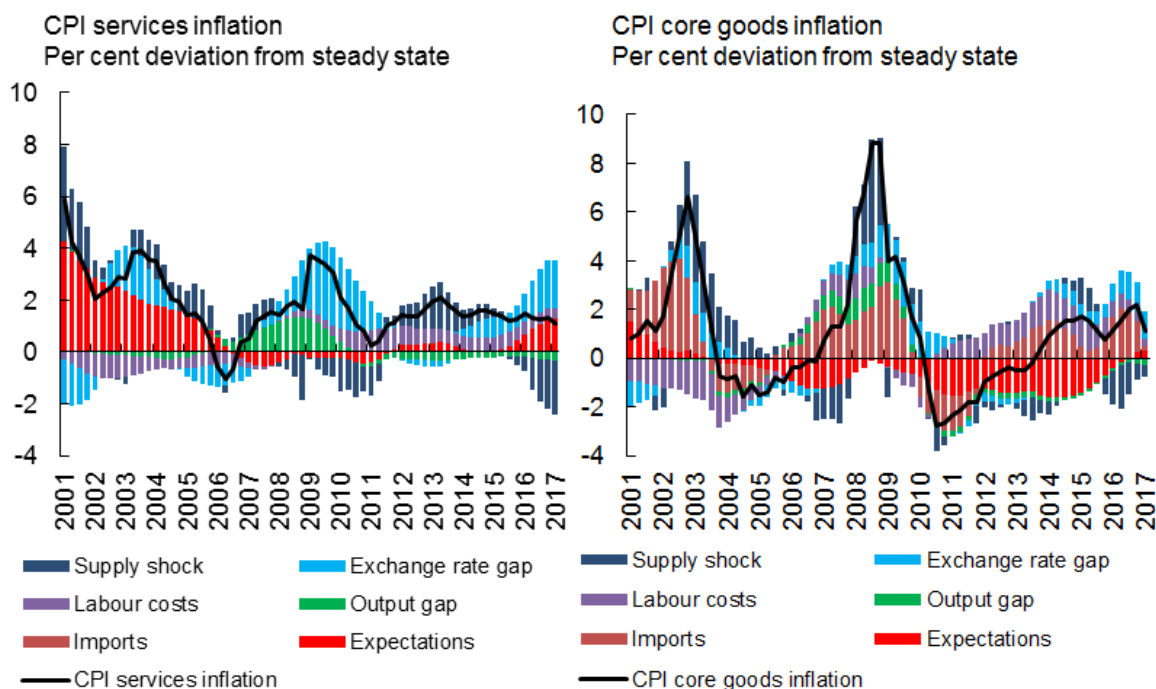 CPI services inflation
Per cent deviation from steady state
10
8
6
4
2
0
-2
-4
2001
2002
2003
2004
2005
2006
2007
2008
2009
2010
2011
2012
2013
2014
2015
2016
2017
Supply shock
Exchange rate gap
Labour costs
Output gap
Imports
Expectations
CPI services inflation
CPI core goods inflation
Per cent deviation from steady state
10
8
6
4
2
0
-2
-4
2001
2002
2003
2004
2005
2006
2007
2008
2009
2010
2011
2012
2013
2014
2015
2016
2017
Supply shock
Exchange rate gap
Labour costs
Output gap
Imports
Expectations
CPI core goods inflation